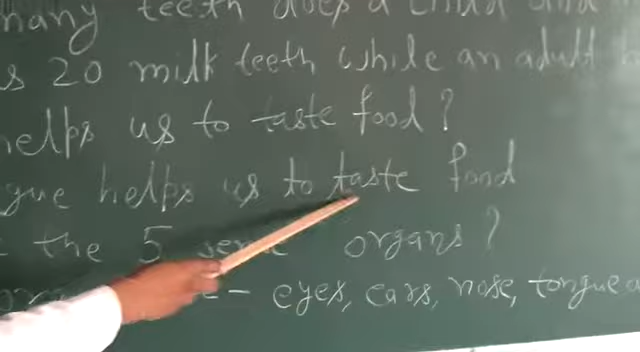 many teeth does a child and
s 20 milk teeth while an adult h
helps us to taste food?
gue helps us to taste food
the 5 sense organs?
e - eyes, ears, nose, tongue a